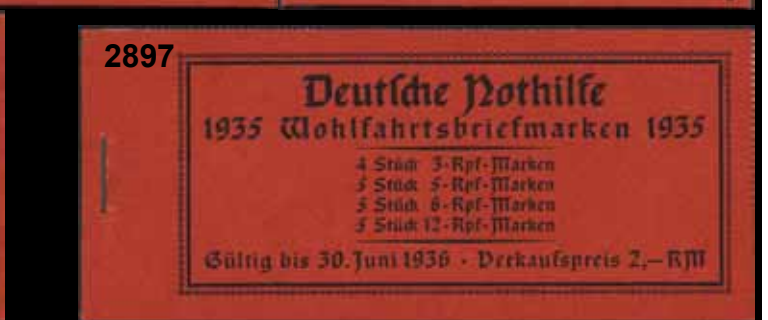 2897
Deutſche Nothilfe
1935 Wohlfahrtsbriefmarken 1935
4 Stück 3-Rpf-Marken
5 Stück 5-Rpf-Marken
5 Stück 6-Rpf-Marken
5 Stück 12-Rpf-Marken
Gültig bis 30. Juni 1936 · Verkaufspreis 2,— RM